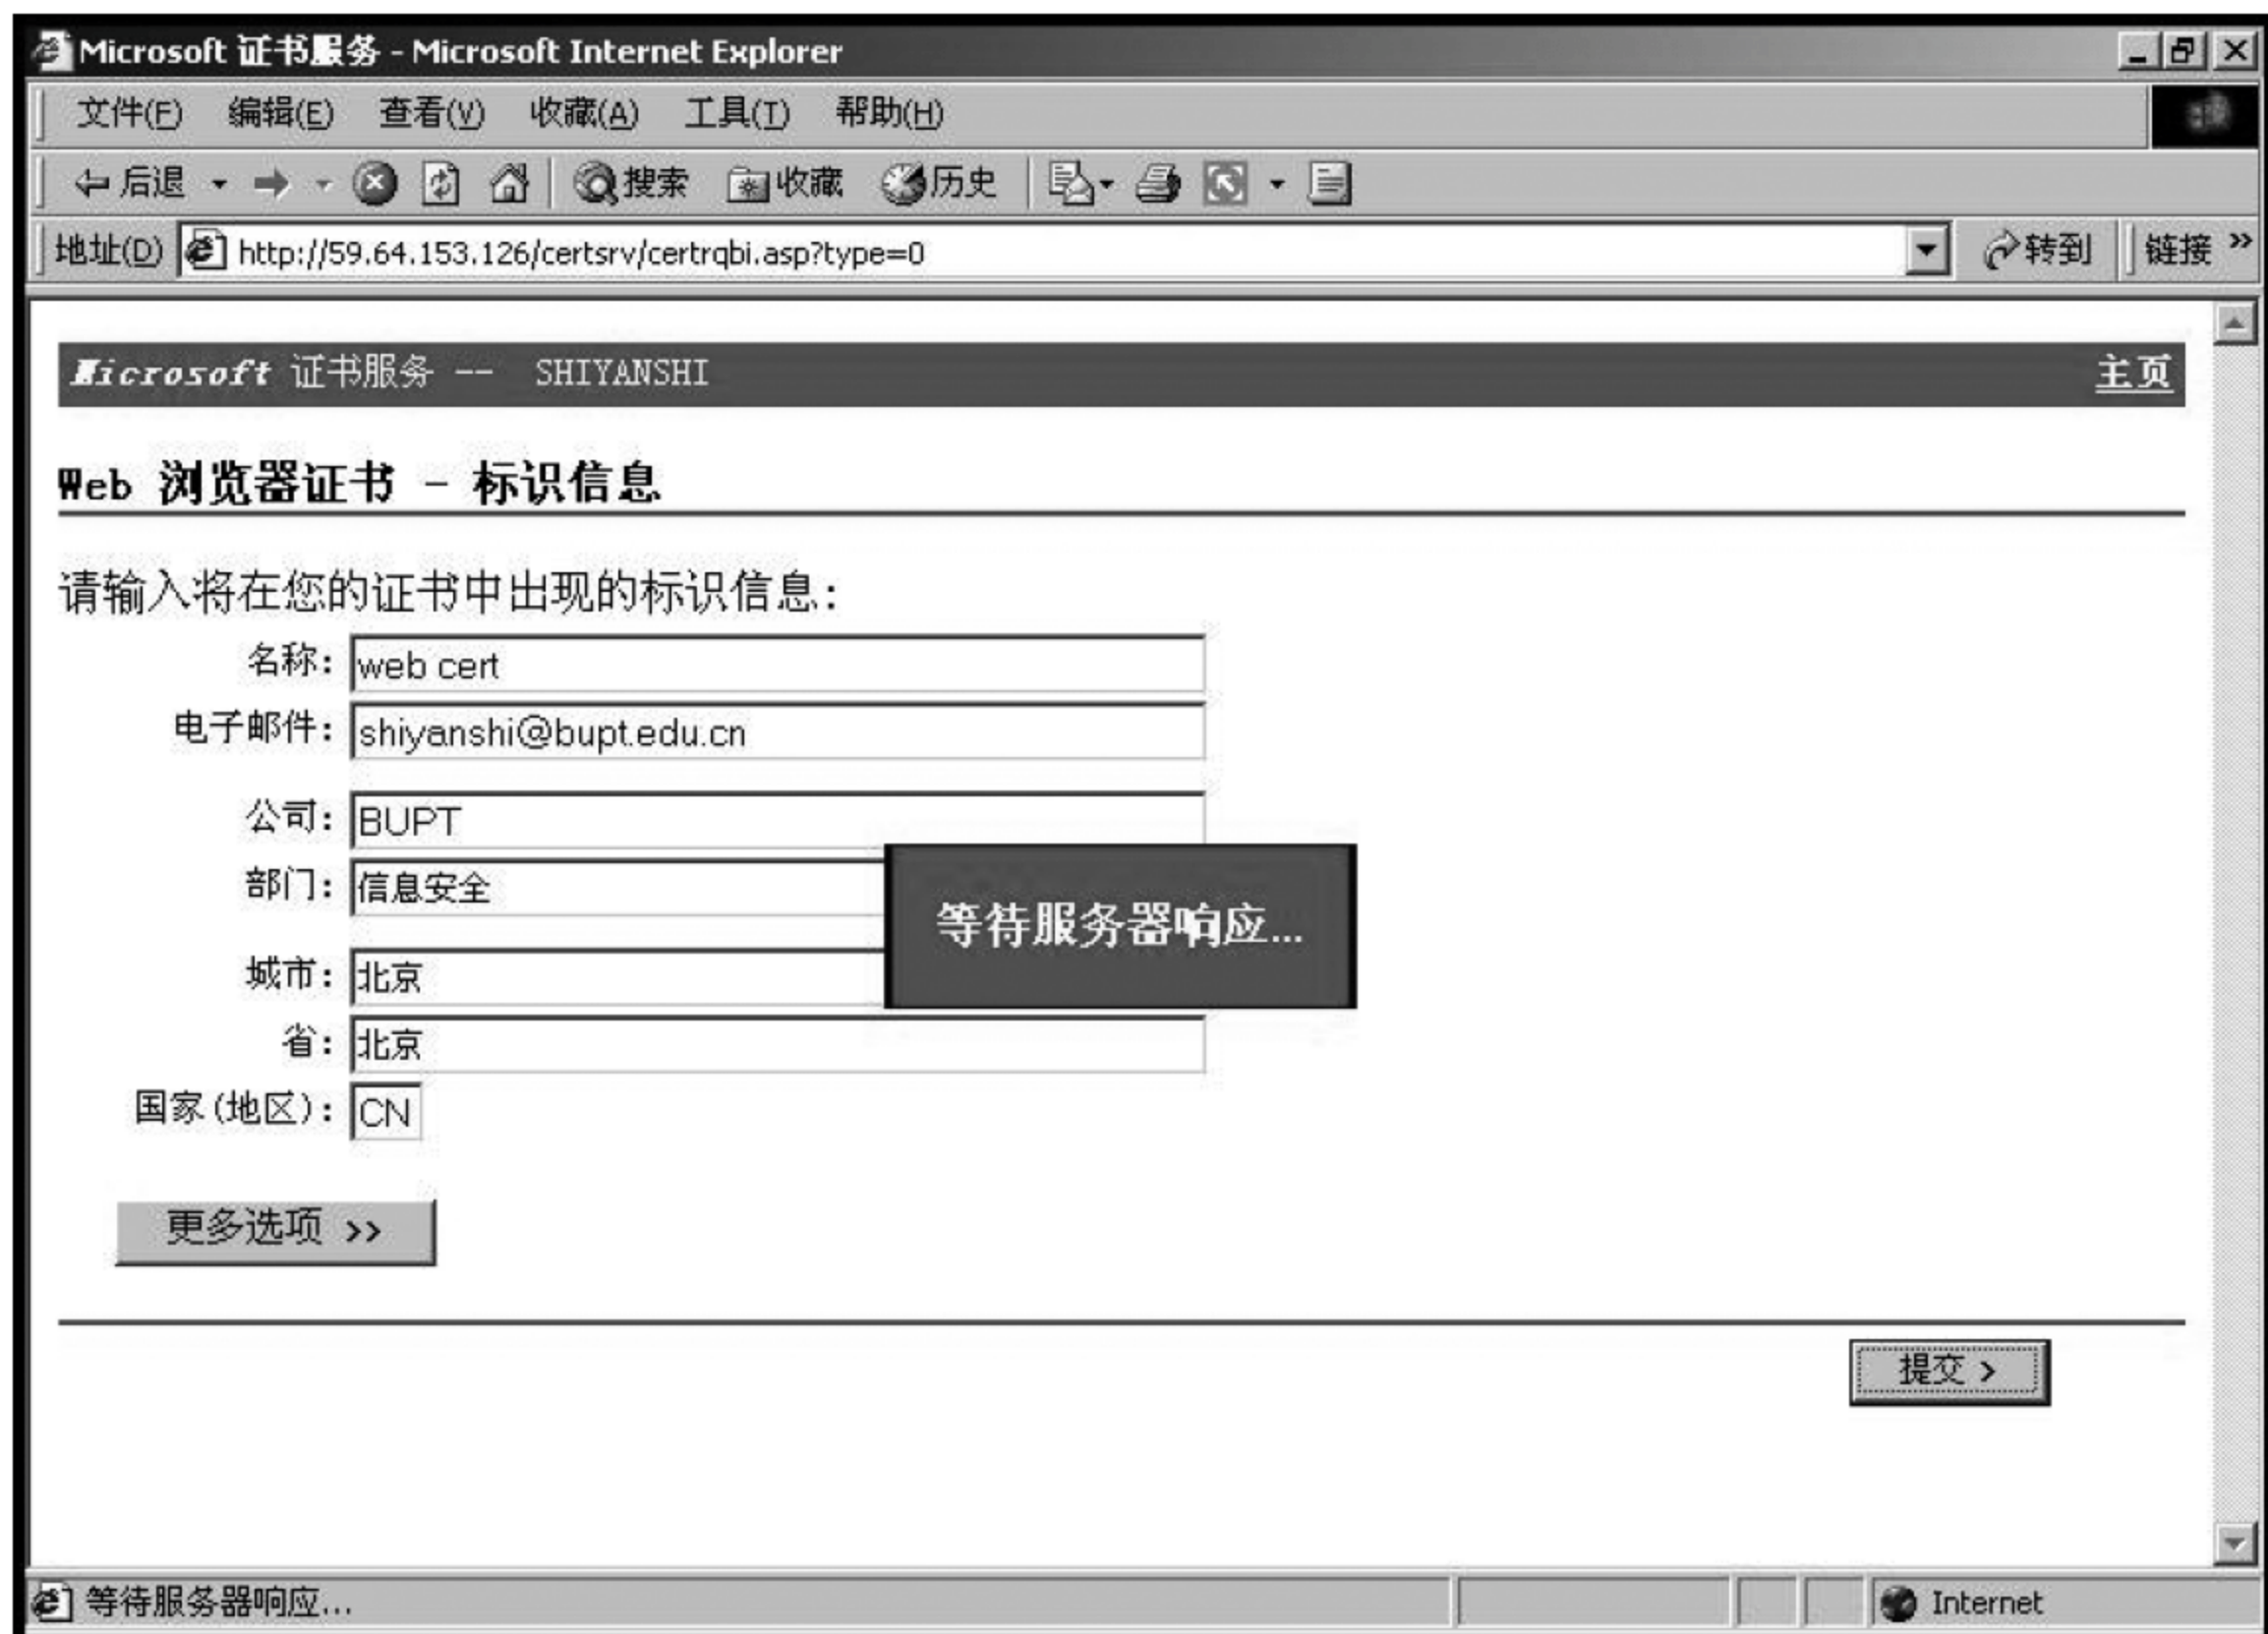 Microsoft 证书服务 - Microsoft Internet Explorer
文件(F) 编辑(E) 查看(V) 收藏(A) 工具(T) 帮助(H)
后退 搜索 收藏 历史
地址(D) http://59.64.153.126/certsrv/certrqbi.asp?type=0 转到 链接 »
Microsoft 证书服务 -- SHIYANSHI 主页
Web 浏览器证书 - 标识信息
请输入将在您的证书中出现的标识信息:
名称: web cert
电子邮件: shiyanshi@bupt.edu.cn
公司: BUPT
部门: 信息安全
等待服务器响应...
城市: 北京
省: 北京
国家(地区): CN
更多选项 >>
提交 >
等待服务器响应... Internet